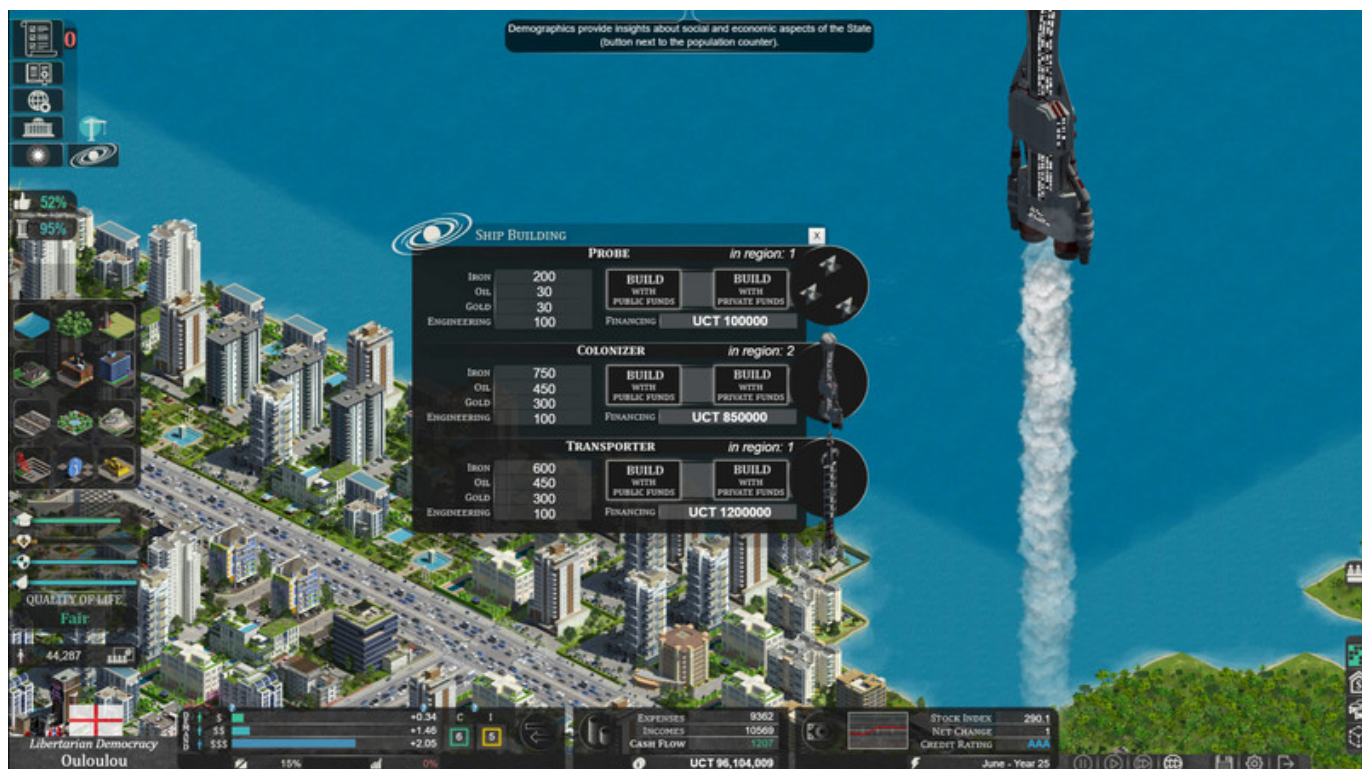 Demographics provide insights about social and economic aspects of the State
(button next to the population counter).
0
52%
95%
SHIP BUILDING
X
PROBE
in region: 1
IRON 200
OIL 30
GOLD 30
ENGINEERING 100
BUILD WITH PUBLIC FUNDS
BUILD WITH PRIVATE FUNDS
FINANCING UCT 100000
COLONIZER
in region: 2
IRON 750
OIL 450
GOLD 300
ENGINEERING 100
BUILD WITH PUBLIC FUNDS
BUILD WITH PRIVATE FUNDS
FINANCING UCT 850000
TRANSPORTER
in region: 1
IRON 600
OIL 450
GOLD 300
ENGINEERING 100
BUILD WITH PUBLIC FUNDS
BUILD WITH PRIVATE FUNDS
FINANCING UCT 1200000
QUALITY OF LIFE
Fair
44,287
Libertarian Democracy
Ouloulou
$ +0.34
$$ +1.46
$$$ +2.05
15%
0%
C I
6 5
EXPENSES 9362
INCOMES 10569
CASH FLOW 1207
UCT 96,104,009
STOCK INDEX 290.1
NET CHANGE 1
CREDIT RATING AAA
June - Year 25